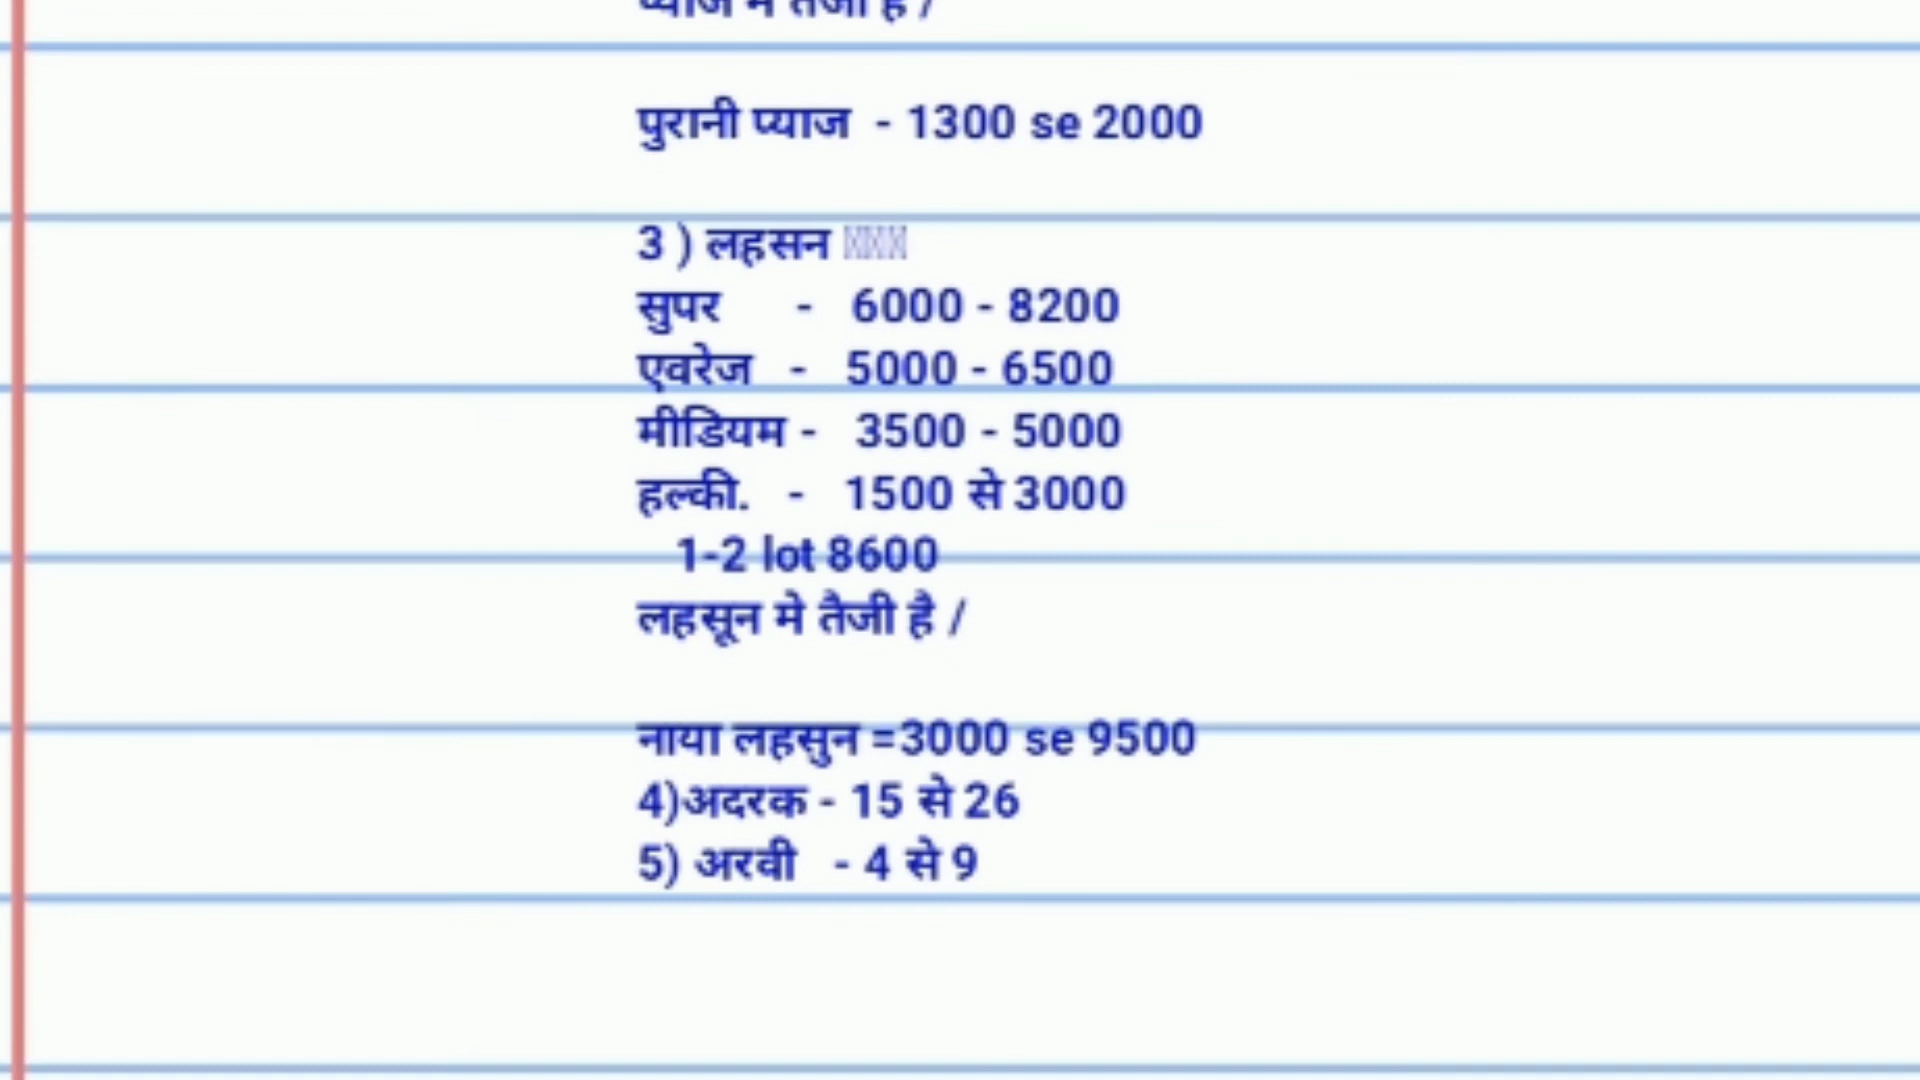 प्याज मे तेजी है /
पुरानी प्याज - 1300 se 2000
3 ) लहसन
सुपर - 6000 - 8200
एवरेज - 5000 - 6500
मीडियम - 3500 - 5000
हल्की. - 1500 से 3000
1-2 lot 8600
लहसून मे तैजी है /
नाया लहसुन =3000 se 9500
4)अदरक - 15 से 26
5) अरवी - 4 से 9